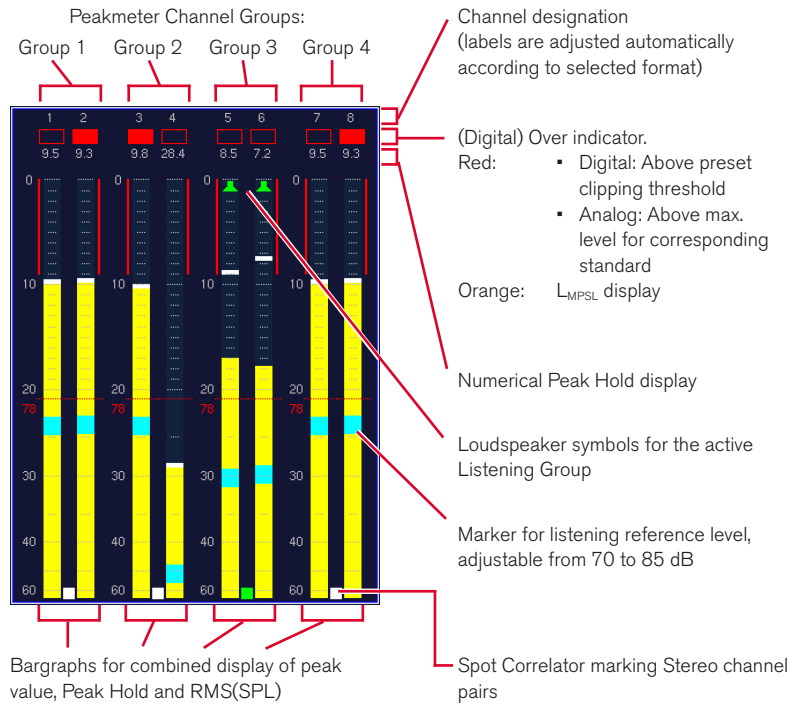 Peakmeter Channel Groups:
Group 1 Group 2 Group 3 Group 4
Channel designation
(labels are adjusted automatically
according to selected format)
1 2 3 4 5 6 7 8
9.5 9.3 9.8 28.4 8.5 7.2 9.5 9.3
(Digital) Over indicator.
Red: ▪ Digital: Above preset
clipping threshold
▪ Analog: Above max.
level for corresponding
standard
Orange: LMPSL display
0 0 0 0
10 10 10 10
20 20 20 20
78 78 78 78
30 30 30 30
40 40 40 40
60 60 60 60
Numerical Peak Hold display
Loudspeaker symbols for the active
Listening Group
Marker for listening reference level,
adjustable from 70 to 85 dB
Bargraphs for combined display of peak
value, Peak Hold and RMS(SPL)
Spot Correlator marking Stereo channel
pairs